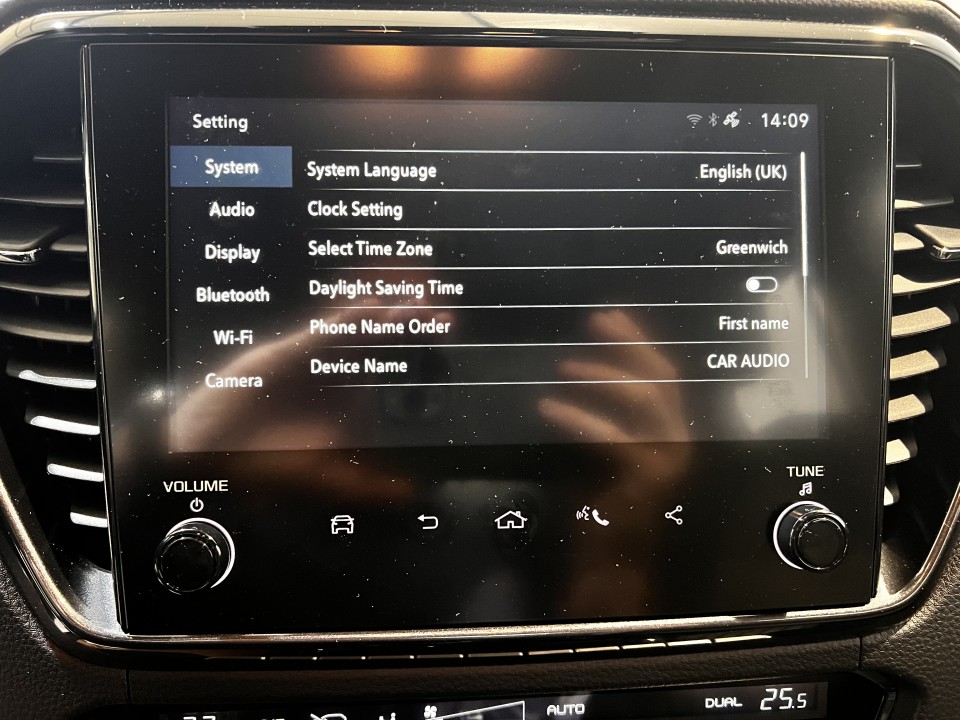 Setting 14:09
System
Audio
Display
Bluetooth
Wi-Fi
Camera
System Language English (UK)
Clock Setting
Select Time Zone Greenwich
Daylight Saving Time
Phone Name Order First name
Device Name CAR AUDIO
VOLUME
TUNE
AUTO
DUAL 25.5